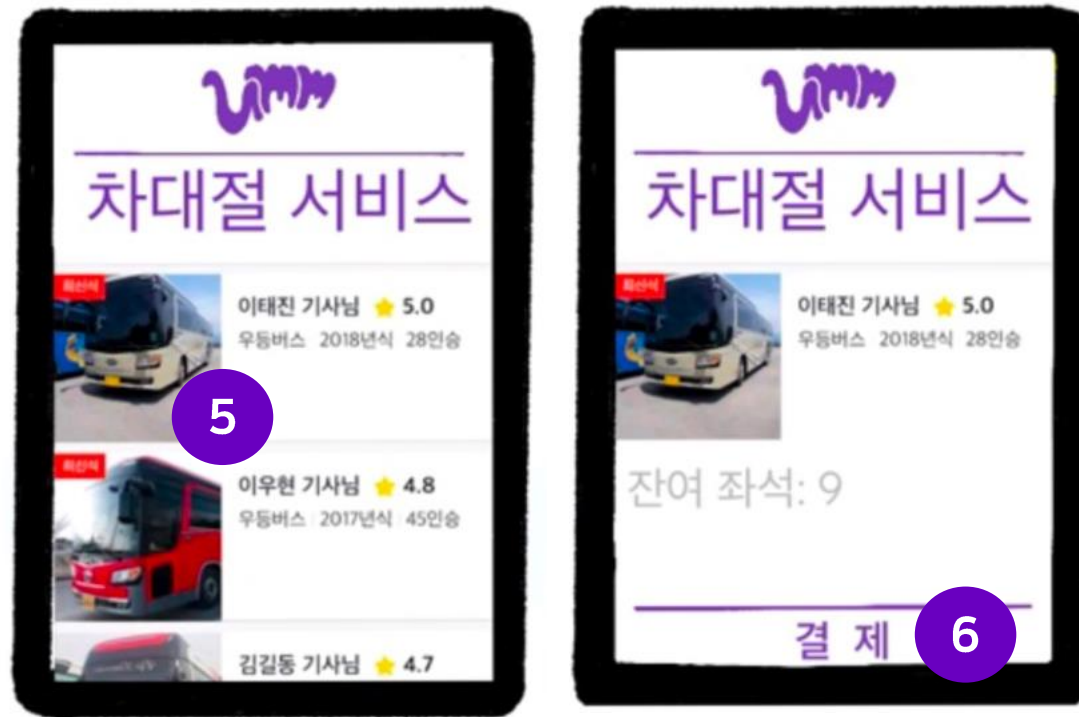 umm
차대절 서비스
최신식
이태진 기사님 5.0
우등버스 2018년식 28인승
5
최신식
이우현 기사님 4.8
우등버스 2017년식 45인승
김길동 기사님 4.7
umm
차대절 서비스
최신식
이태진 기사님 5.0
우등버스 2018년식 28인승
잔여 좌석: 9
결 제
6